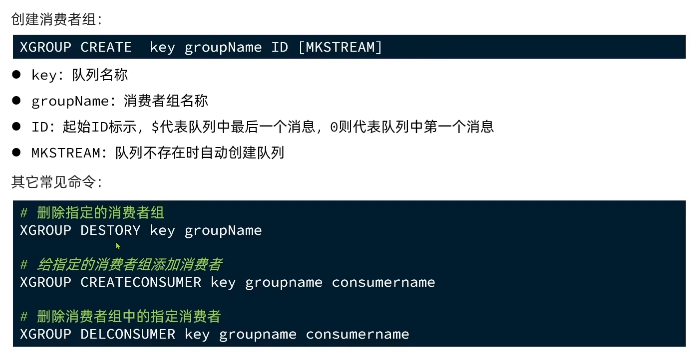 创建消费者组：
XGROUP CREATE  key groupName ID [MKSTREAM]
● key：队列名称
● groupName：消费者组名称
● ID：起始ID标示，$代表队列中最后一个消息，0则代表队列中第一个消息
● MKSTREAM：队列不存在时自动创建队列
其它常见命令：
# 删除指定的消费者组
XGROUP DESTORY key groupName
# 给指定的消费者组添加消费者
XGROUP CREATECONSUMER key groupname consumername
# 删除消费者组中的指定消费者
XGROUP DELCONSUMER key groupname consumername